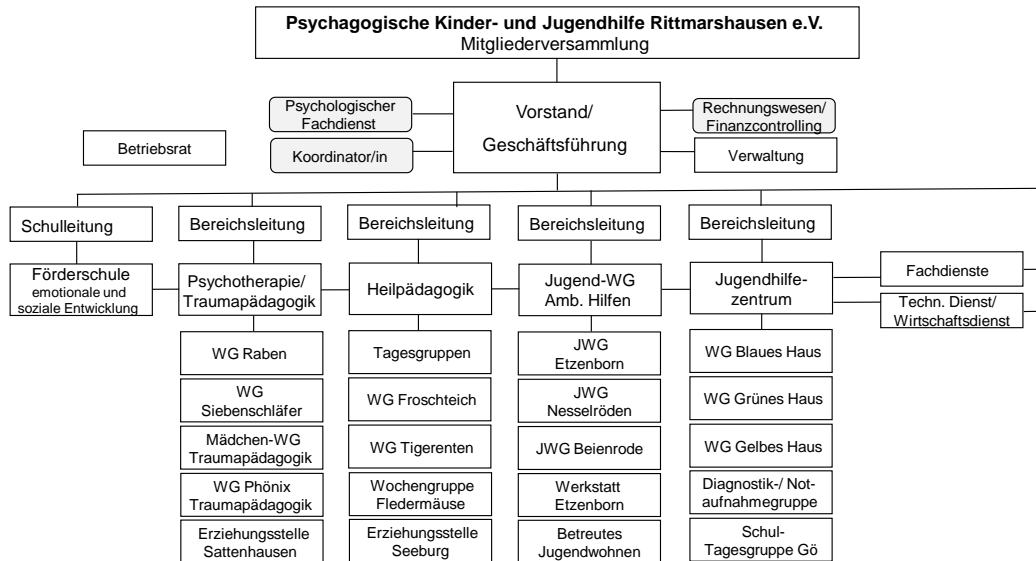 Psychagogische Kinder- und Jugendhilfe Rittmarshausen e.V.
Mitgliederversammlung
Psychologischer
Fachdienst
Koordinator/in
Vorstand/
Geschäftsführung
Rechnungswesen/
Finanzcontrolling
Verwaltung
Betriebsrat
Schulleitung
Bereichsleitung
Bereichsleitung
Bereichsleitung
Bereichsleitung
Förderschule
emotionale und
soziale Entwicklung
Psychotherapie/
Traumapädagogik
Heilpädagogik
Jugend-WG
Amb. Hilfen
Jugendhilfe-
zentrum
Fachdienste
Techn. Dienst/
Wirtschaftsdienst
WG Raben
WG
Siebenschläfer
Mädchen-WG
Traumapädagogik
WG Phönix
Traumapädagogik
Erziehungsstelle
Sattenhausen
Tagesgruppen
WG Froschteich
WG Tigerenten
Wochengruppe
Fledermäuse
Erziehungsstelle
Seeburg
JWG
Etzenborn
JWG
Nesselröden
JWG Beienrode
Werkstatt
Etzenborn
Betreutes
Jugendwohnen
WG Blaues Haus
WG Grünes Haus
WG Gelbes Haus
Diagnostik-/ Not-
aufnahmegruppe
Schul-
Tagesgruppe Gö